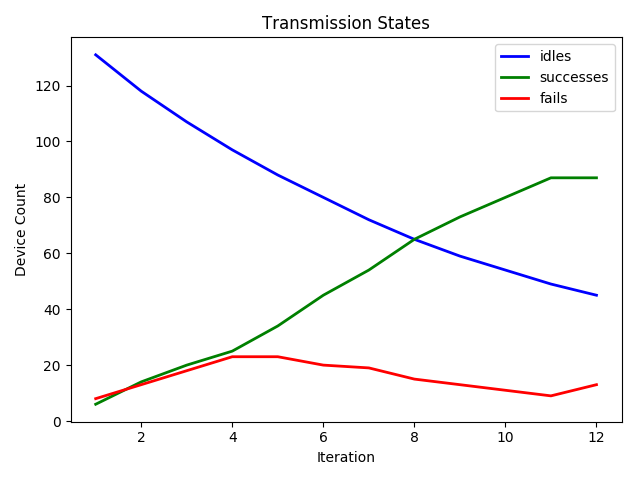 Transmission States
idles
successes
fails
Device Count
120
100
80
60
40
20
0
2 4 6 8 10 12
Iteration